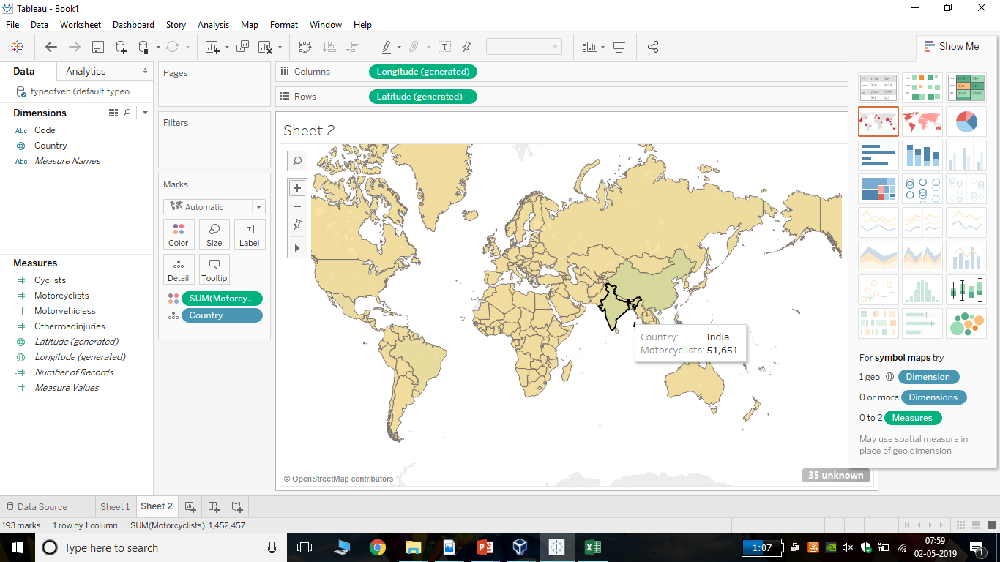 Tableau - Book1
File Data Worksheet Dashboard Story Analysis Map Format Window Help
Show Me
Data Analytics
typeofveh (default.typeo...
Dimensions
Abc Code
Country
Abc Measure Names
Measures
Cyclists
Motorcyclists
Motorvehicless
Otherroadinjuries
Latitude (generated)
Longitude (generated)
Number of Records
Measure Values
Pages
Filters
Marks
Automatic
Color Size Label
Detail Tooltip
SUM(Motorcy..
Country
Columns Longitude (generated)
Rows Latitude (generated)
Sheet 2
Country: India
Motorcyclists: 51,651
© OpenStreetMap contributors
35 unknown
For symbol maps try
1 geo Dimension
0 or more Dimensions
0 to 2 Measures
May use spatial measure in
place of geo dimension
Data Source Sheet 1 Sheet 2
193 marks 1 row by 1 column SUM(Motorcyclists): 1,452,457
Type here to search
1:07
07:59
02-05-2019
1